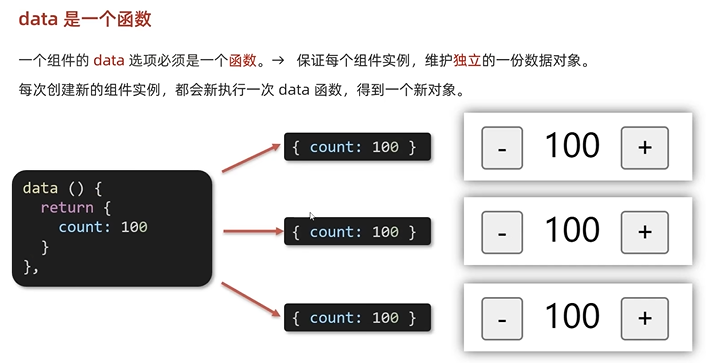 data 是一个函数
一个组件的 data 选项必须是一个函数。→ 保证每个组件实例，维护独立的一份数据对象。
每次创建新的组件实例，都会新执行一次 data 函数，得到一个新对象。
data () {
  return {
    count: 100
  }
},
{ count: 100 }
- 100 +
{ count: 100 }
- 100 +
{ count: 100 }
- 100 +